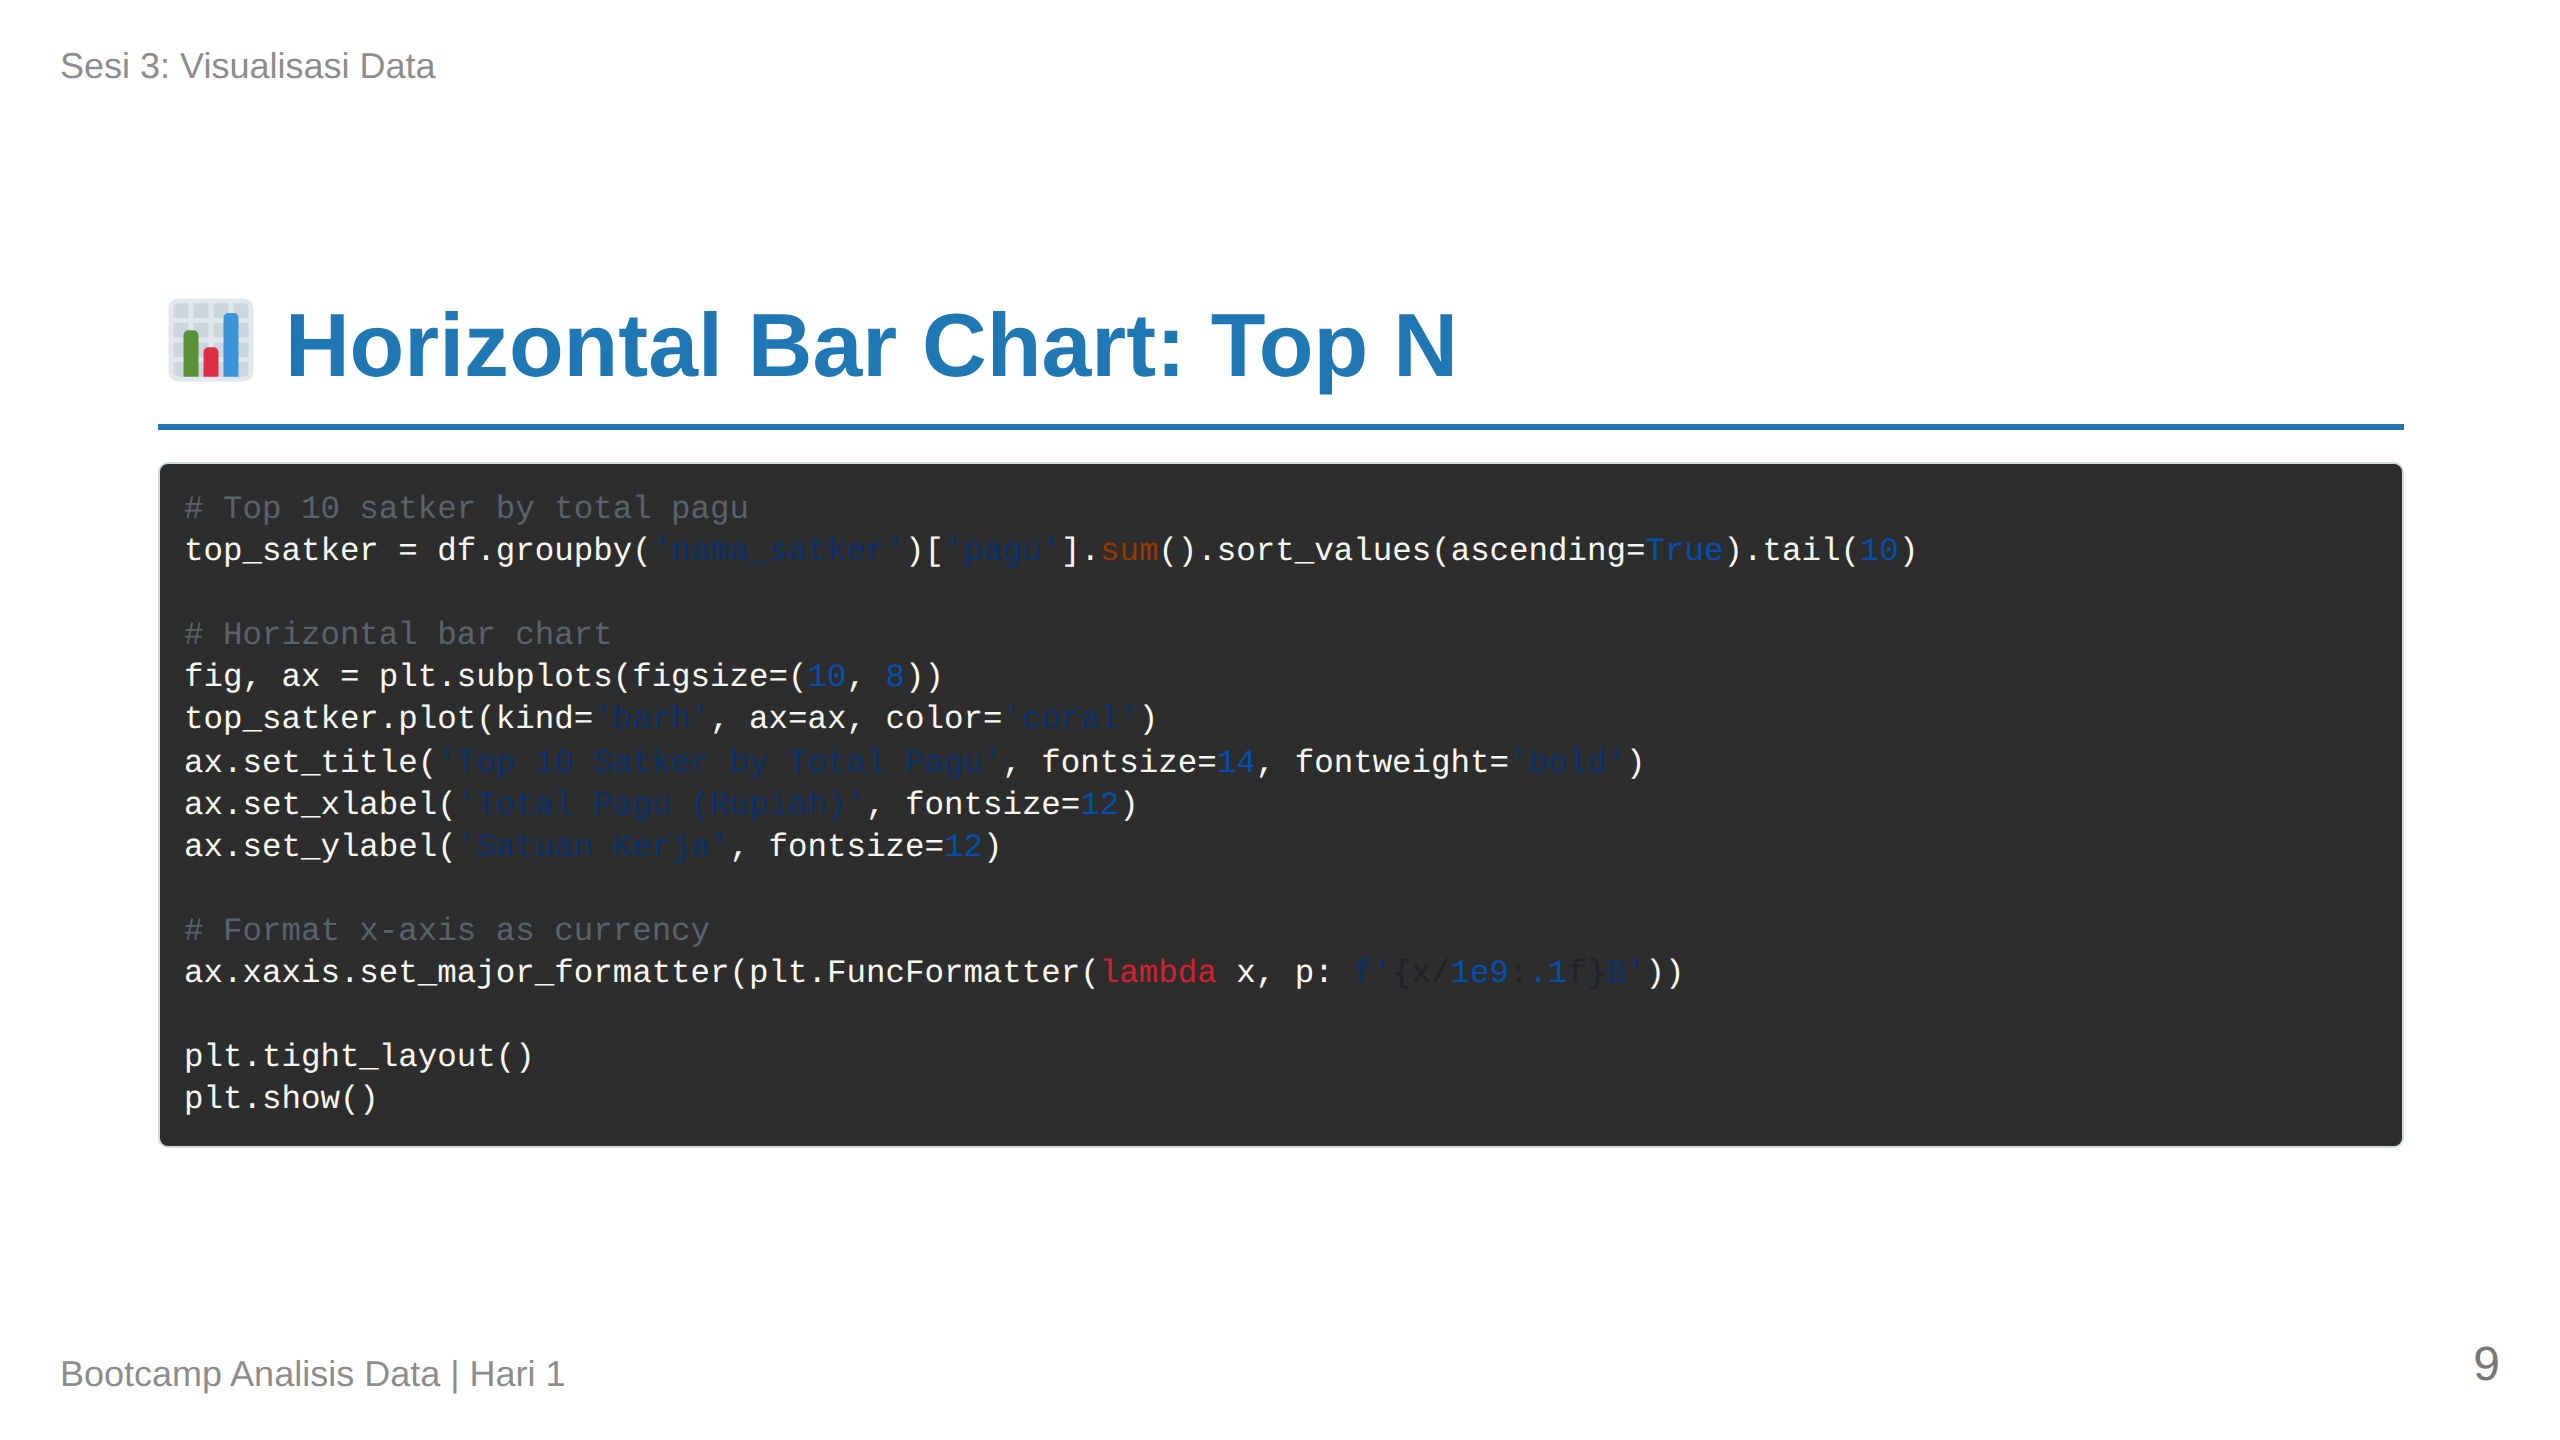 Sesi 3: Visualisasi Data
Horizontal Bar Chart: Top N
# Top 10 satker by total pagu
top_satker = df.groupby('nama_satker')['pagu'].sum().sort_values(ascending=True).tail(10)
# Horizontal bar chart
fig, ax = plt.subplots(figsize=(10, 8))
top_satker.plot(kind='barh', ax=ax, color='coral')
ax.set_title('Top 10 Satker by Total Pagu', fontsize=14, fontweight='bold')
ax.set_xlabel('Total Pagu (Rupiah)', fontsize=12)
ax.set_ylabel('Satuan Kerja', fontsize=12)
# Format x-axis as currency
ax.xaxis.set_major_formatter(plt.FuncFormatter(lambda x, p: f'{x/1e9:.1f}B'))
plt.tight_layout()
plt.show()
Bootcamp Analisis Data | Hari 1
9